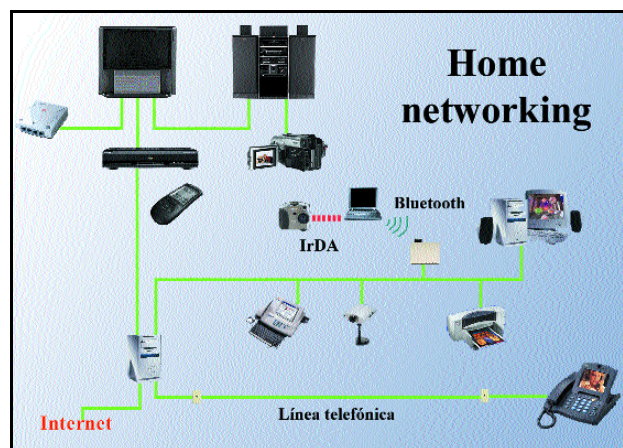 Home
networking
Bluetooth
IrDA
Línea telefónica
Internet